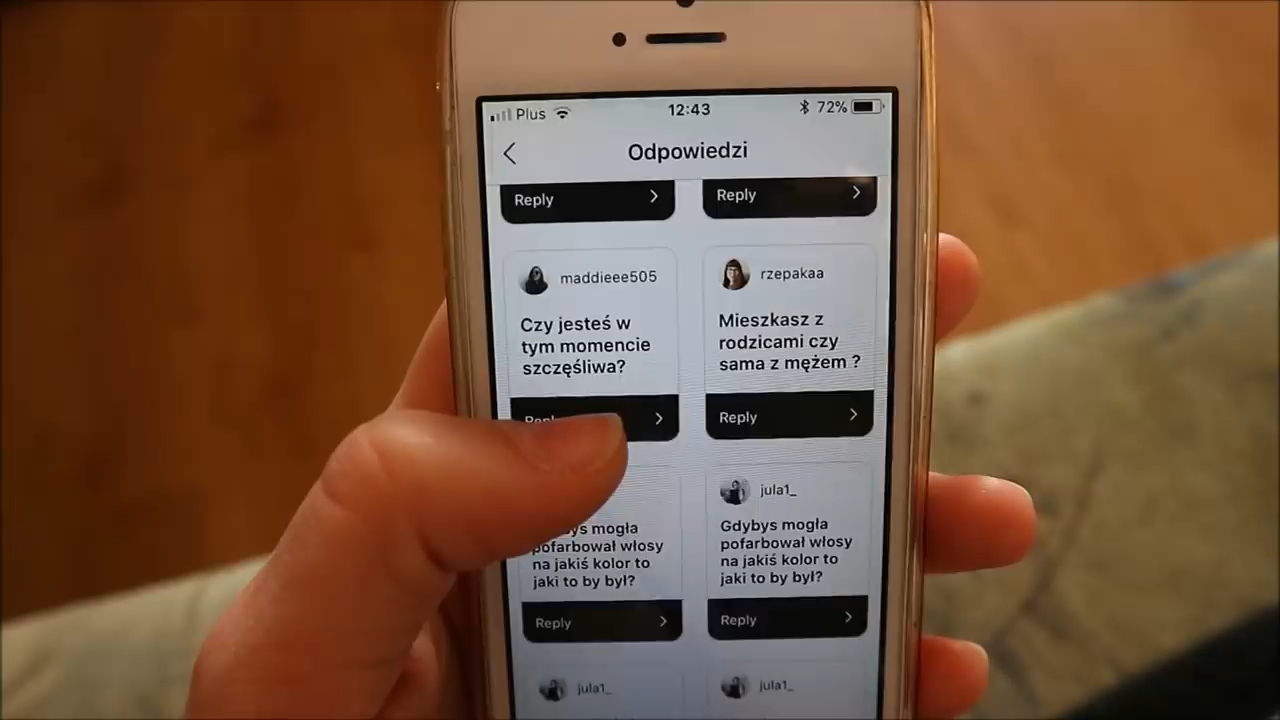 Plus 12:43 72%
Odpowiedzi
Reply
Reply
maddieee505
Czy jesteś w
tym momencie
szczęśliwa?
rzepakaa
Mieszkasz z
rodzicami czy
sama z mężem ?
Reply
mogła
pofarbował włosy
na jakiś kolor to
jaki to by był?
Reply
jula1_
Gdybys mogła
pofarbował włosy
na jakiś kolor to
jaki to by był?
Reply
jula1_
jula1_